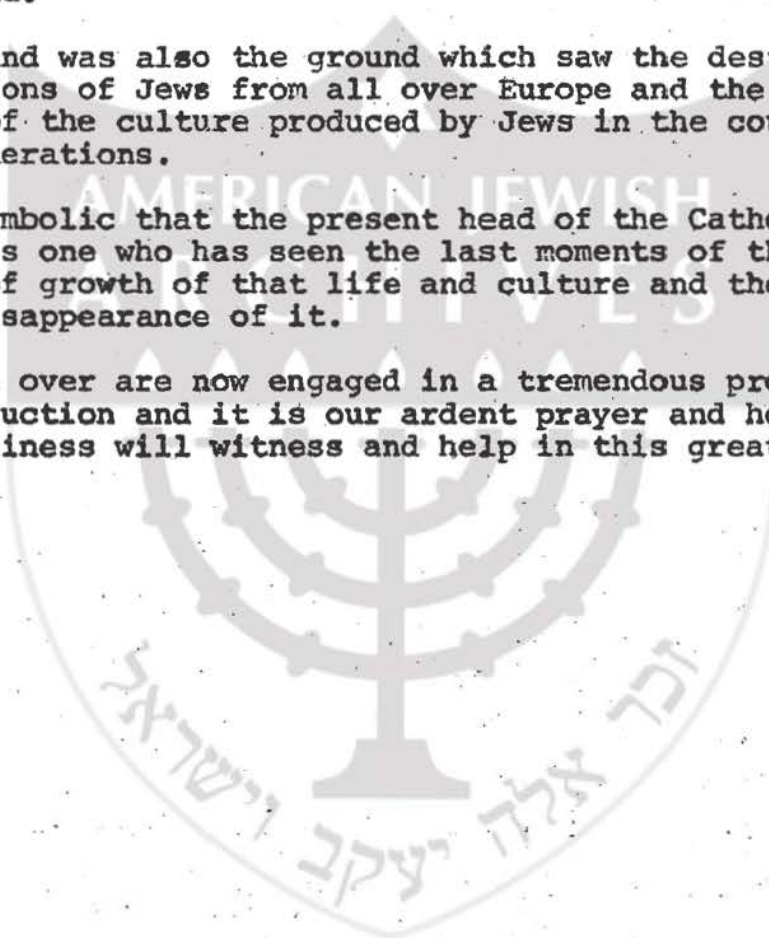 nd was also the ground which saw the des
ons of Jews from all over Europe and the
f the culture produced by Jews in the co
erations.
mbolic that the present head of the Cath
s one who has seen the last moments of t
f growth of that life and culture and th
sappearance of it.
over are now engaged in a tremendous pr
uction and it is our ardent prayer and h
iness will witness and help in this grea
AMERICAN JEWISH
ARCHIVES
זכר אלה יעקב וישראל